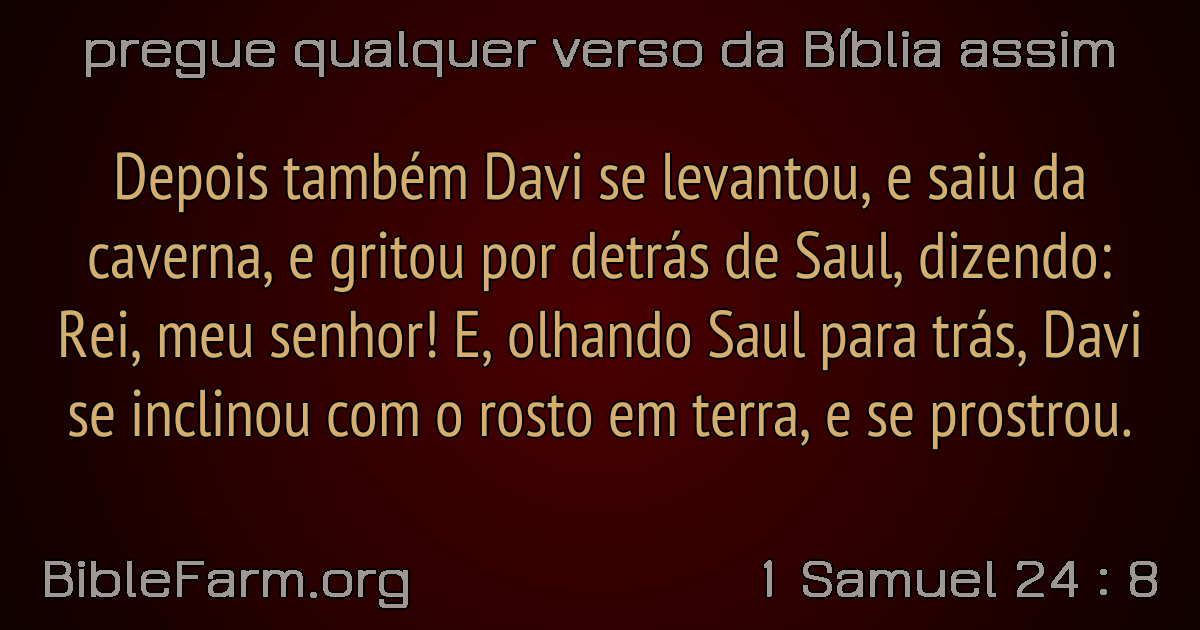 pregue qualquer verso da Bíblia assim
Depois também Davi se levantou, e saiu da
caverna, e gritou por detrás de Saul, dizendo:
Rei, meu senhor! E, olhando Saul para trás, Davi
se inclinou com o rosto em terra, e se prostrou.
BibleFarm.org
1 Samuel 24 : 8